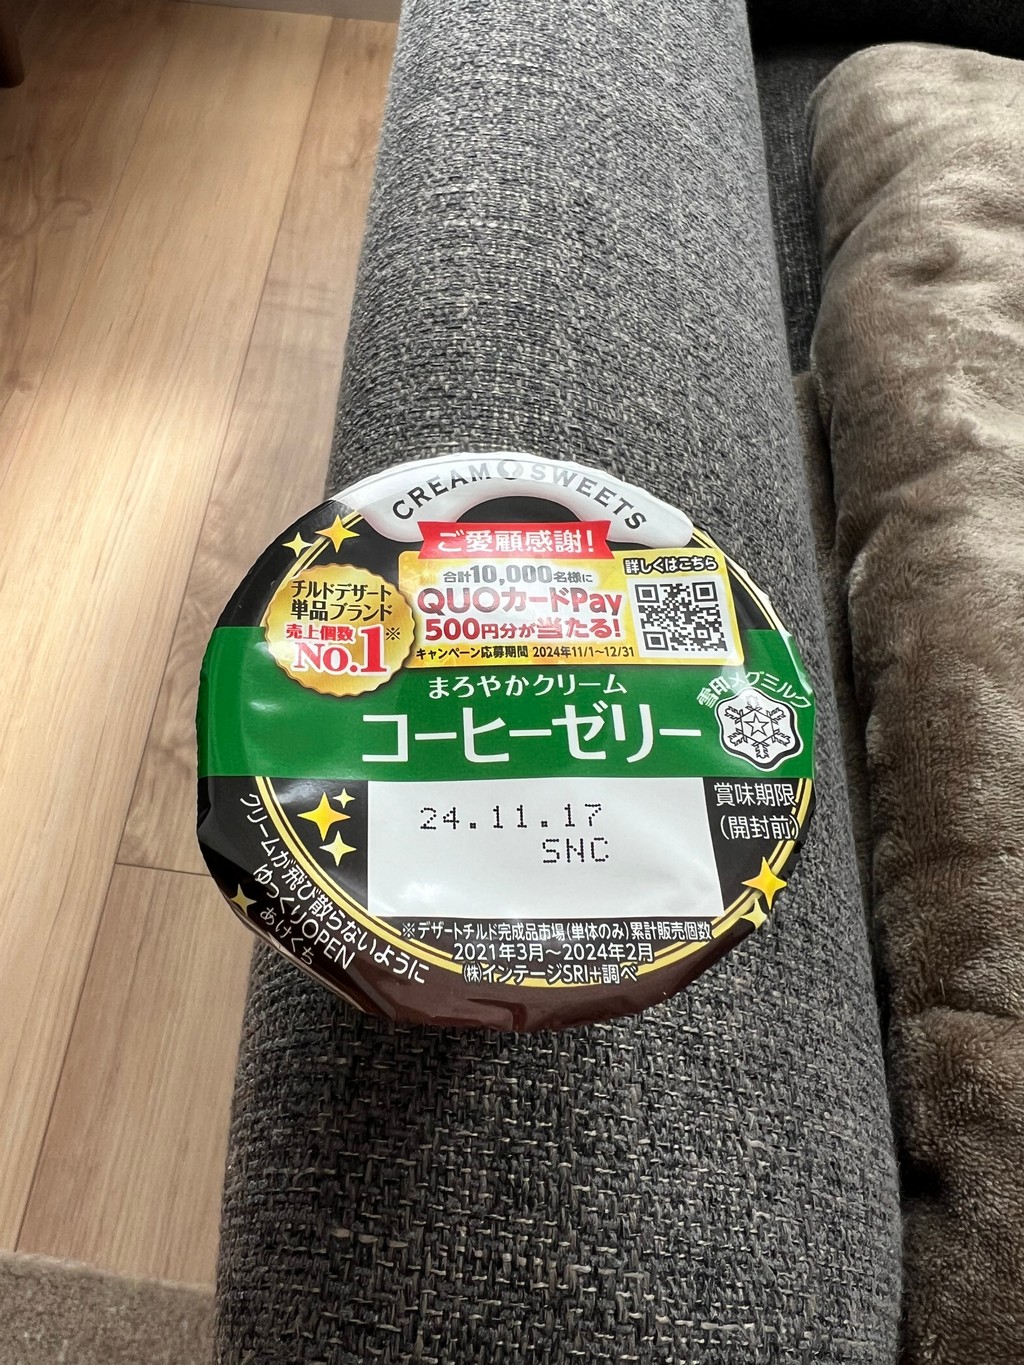 CREAM SWEETS
ご愛顧感謝!
合計10,000名様に
QUOカードPay
500円分が当たる!
キャンペーン応募期間 2024年11/1~12/31
詳しくはこちら
チルドデザート
単品ブランド
売上個数
No.1※
まろやかクリーム
コーヒーゼリー
雪印メグミルク
24.11.17
SNC
賞味期限
(開封前)
クリームが飛び散らないように
ゆっくりOPEN
あけぐち
※デザートチルド完成品市場(単体のみ)累計販売個数
2021年3月~2024年2月
㈱インテージSRI+調べ